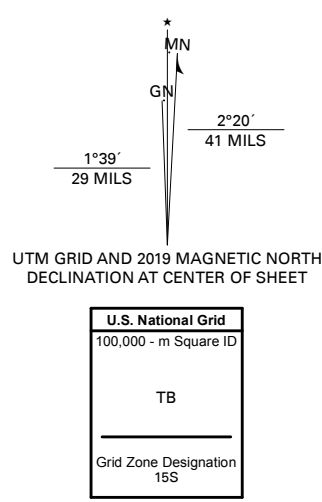 ★
MN
GN
2°20´
41 MILS
1°39´
29 MILS
UTM GRID AND 2019 MAGNETIC NORTH
DECLINATION AT CENTER OF SHEET
U.S. National Grid
100,000 - m Square ID
TB
Grid Zone Designation
15S